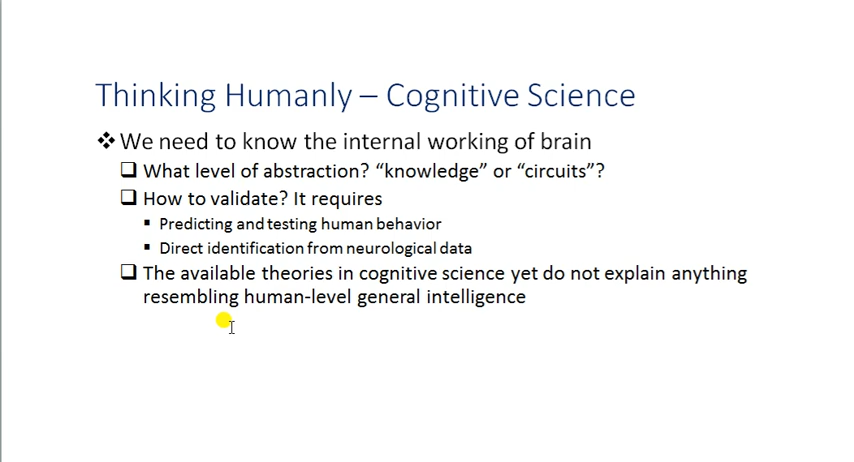 Thinking Humanly – Cognitive Science
❖ We need to know the internal working of brain
❑ What level of abstraction? “knowledge” or “circuits”?
❑ How to validate? It requires
▪ Predicting and testing human behavior
▪ Direct identification from neurological data
❑ The available theories in cognitive science yet do not explain anything
resembling human-level general intelligence